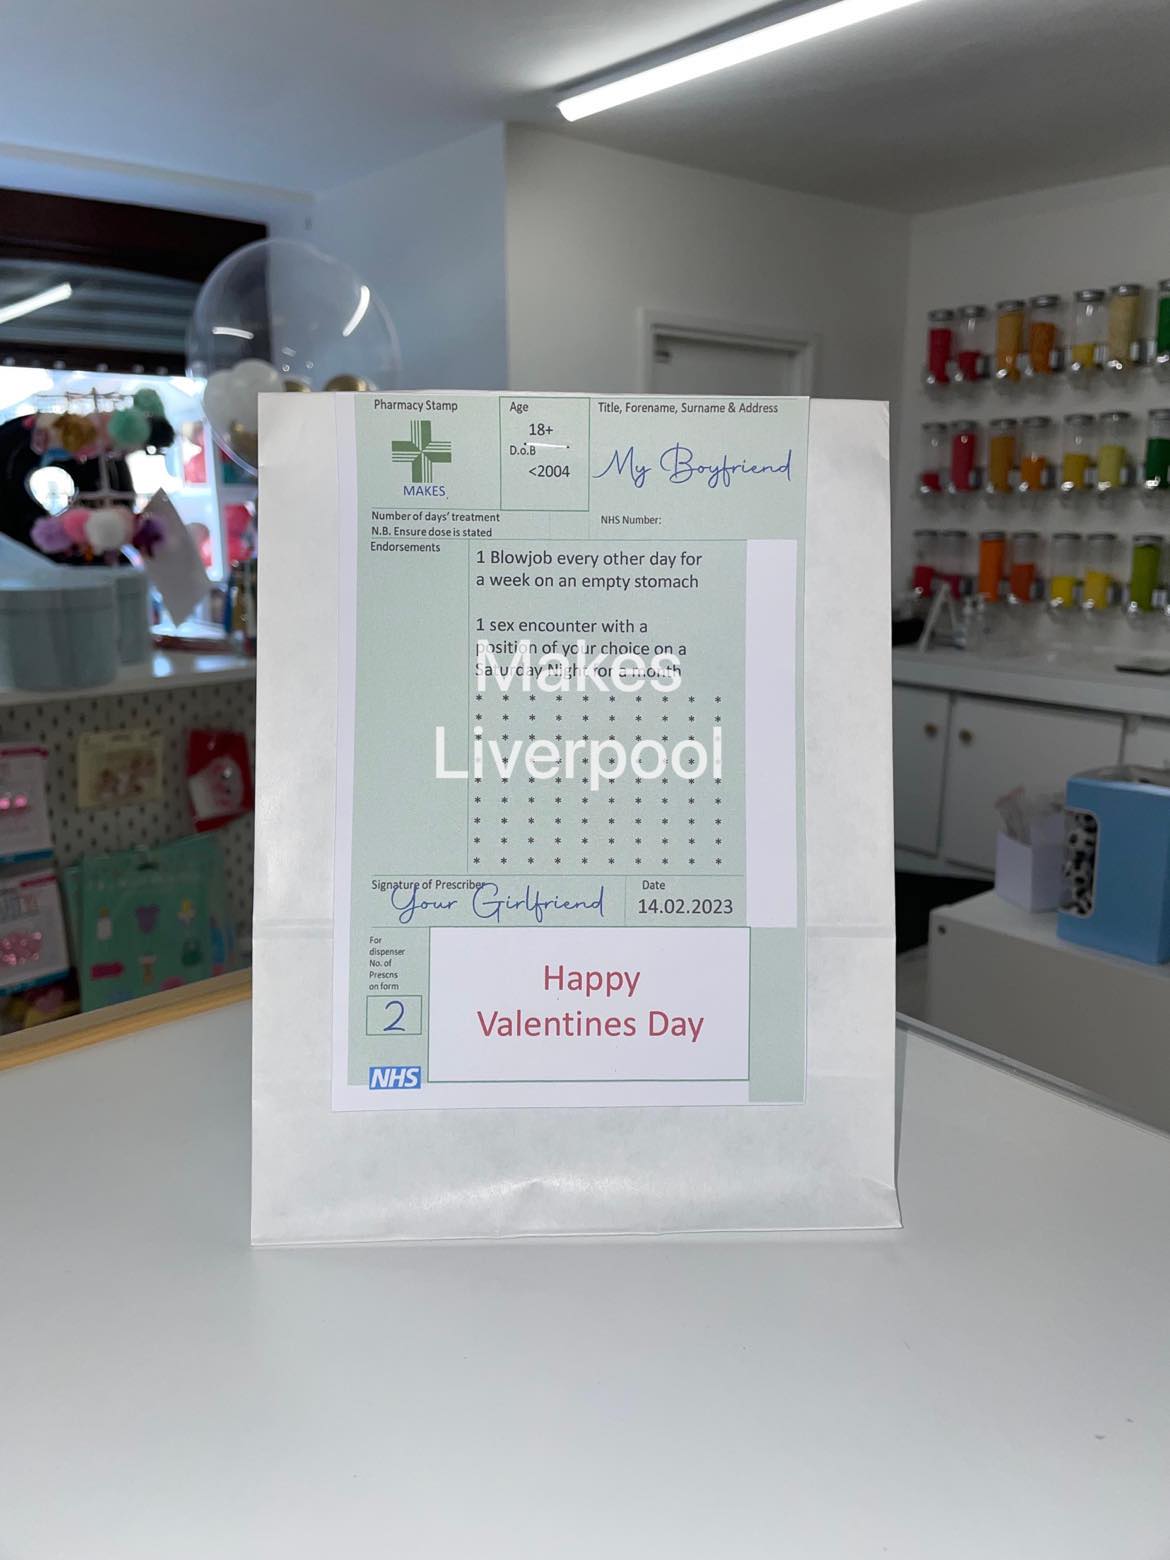 Pharmacy Stamp
MAKES
Age
18+
D.o.B
<2004
Title, Forename, Surname & Address
My Boyfriend
Number of days' treatment
N.B. Ensure dose is stated
NHS Number:
Endorsements
1 Blowjob every other day for
a week on an empty stomach
1 sex encounter with a
position of your choice on a
Saturday Night for a month
* * * * * * * * * *
* * * * * * * * * *
* * * * * * * * * *
* * * * * * * * * *
* * * * * * * * * *
* * * * * * * * * *
* * * * * * * * * *
* * * * * * * * * *
* * * * * * * * * *
Makes
Liverpool
Signature of Prescriber
Your Girlfriend
Date
14.02.2023
For
dispenser
No. of
Prescns
on form
2
NHS
Happy
Valentines Day